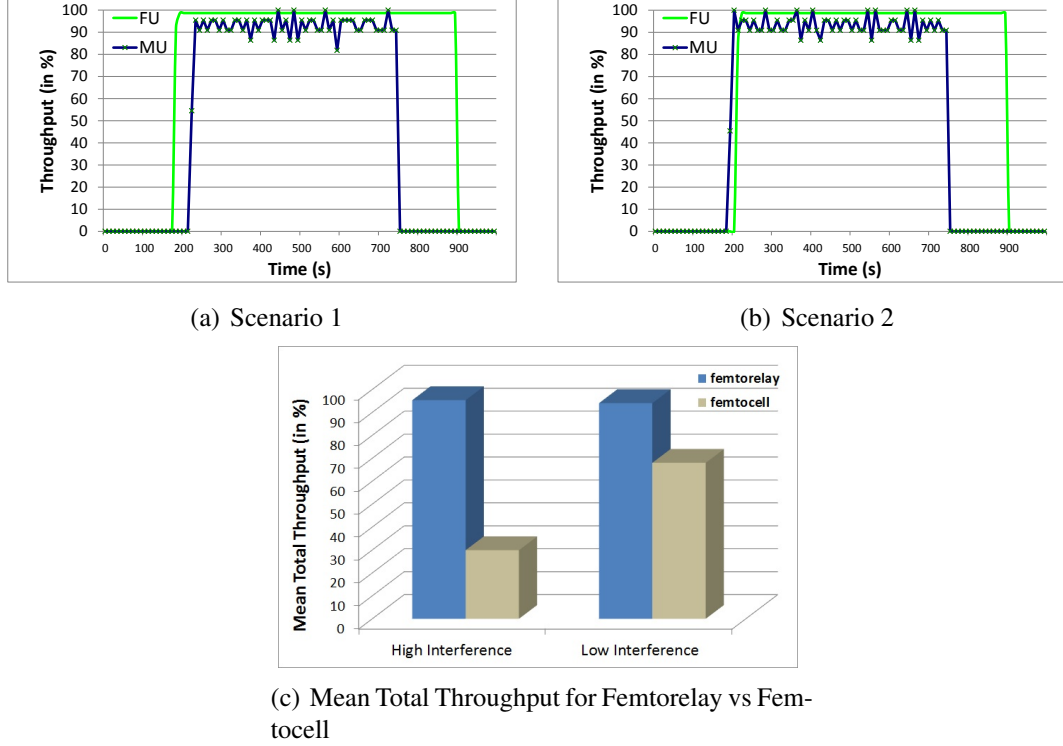 100
90
80
70
60
50
40
30
20
10
0
Throughput (in %)
FU
MU
0 100 200 300 400 500 600 700 800 900
Time (s)
(a) Scenario 1
100
90
80
70
60
50
40
30
20
10
0
Throughput (in %)
FU
MU
0 100 200 300 400 500 600 700 800 900
Time (s)
(b) Scenario 2
Mean Total Throughput (in %)
100
90
80
70
60
50
40
30
20
10
0
femtorelay
femtocell
High Interference Low Interference
(c) Mean Total Throughput for Femtorelay vs Fem-
tocell